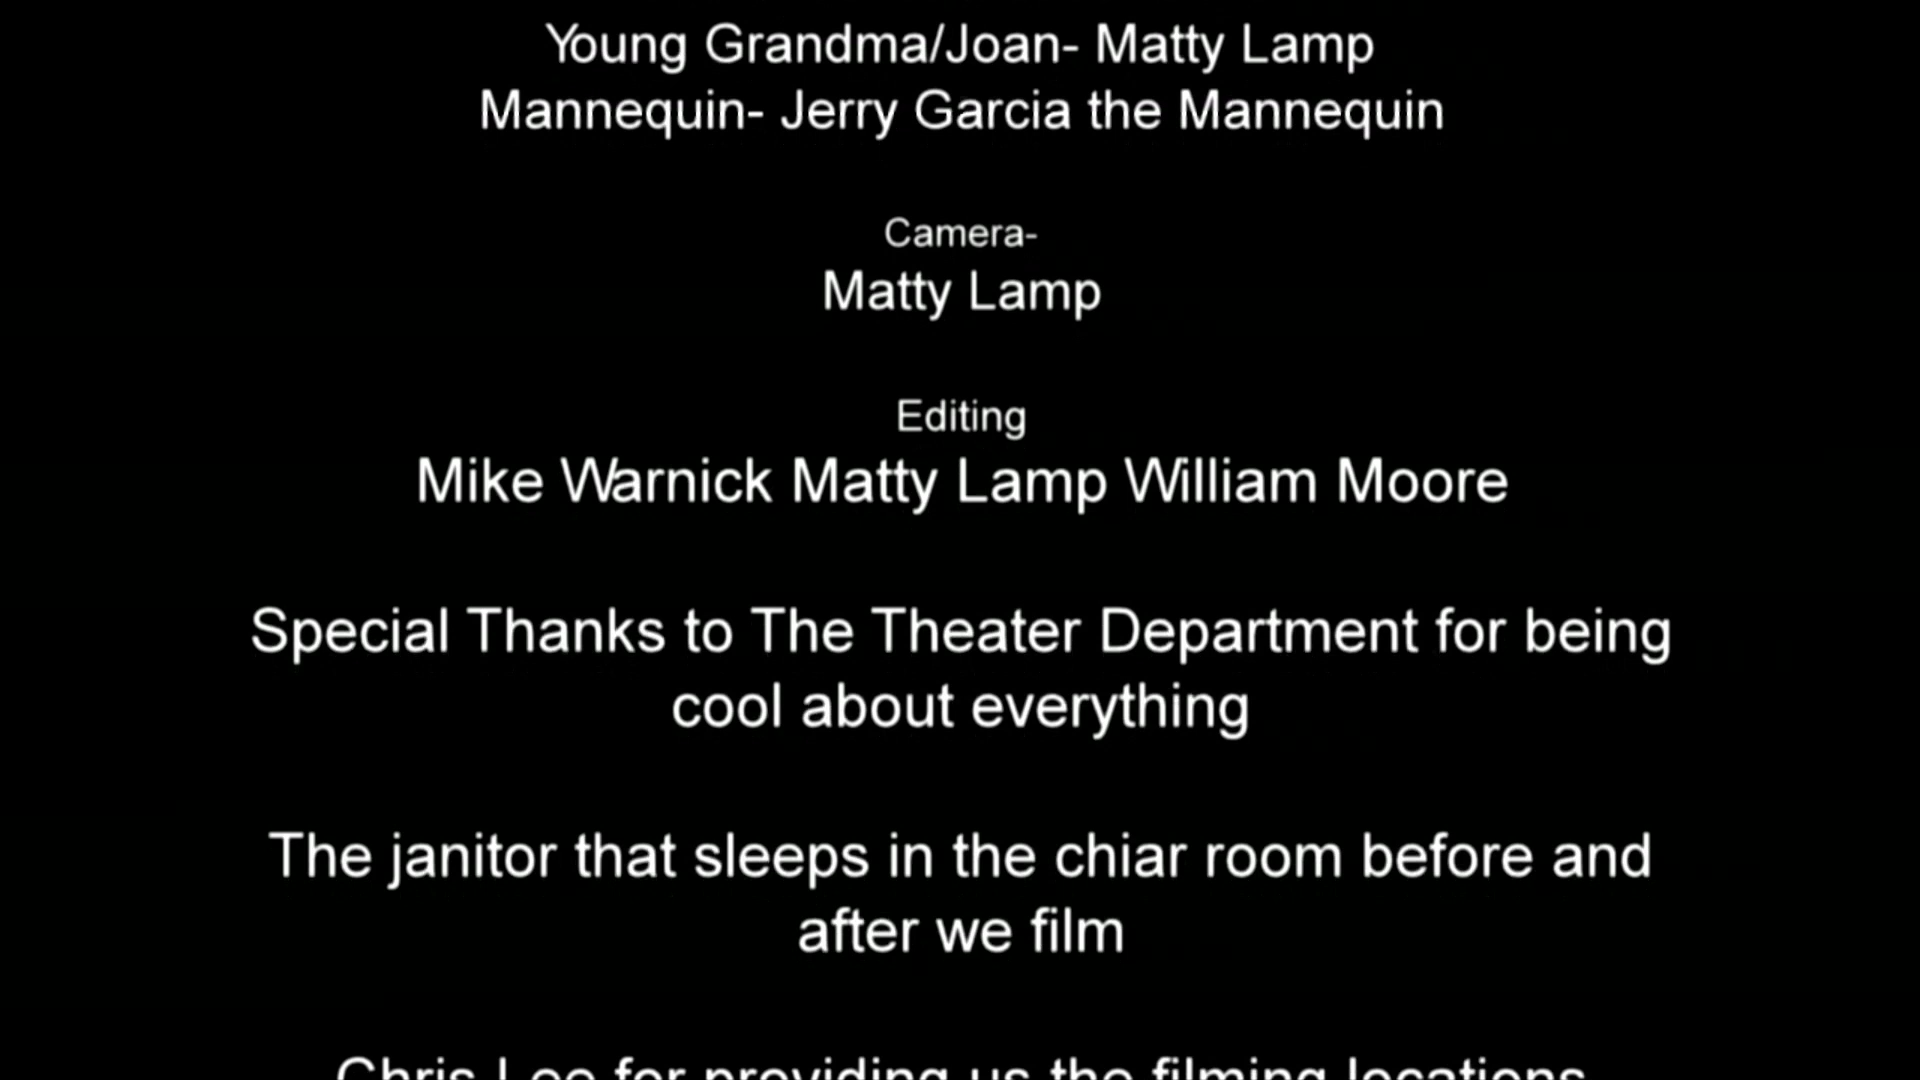 Young Grandma/Joan- Matty Lamp
Mannequin- Jerry Garcia the Mannequin
Camera-
Matty Lamp
Editing
Mike Warnick Matty Lamp William Moore
Special Thanks to The Theater Department for being
cool about everything
The janitor that sleeps in the chiar room before and
after we film
Chris Lee for providing us the filming locations